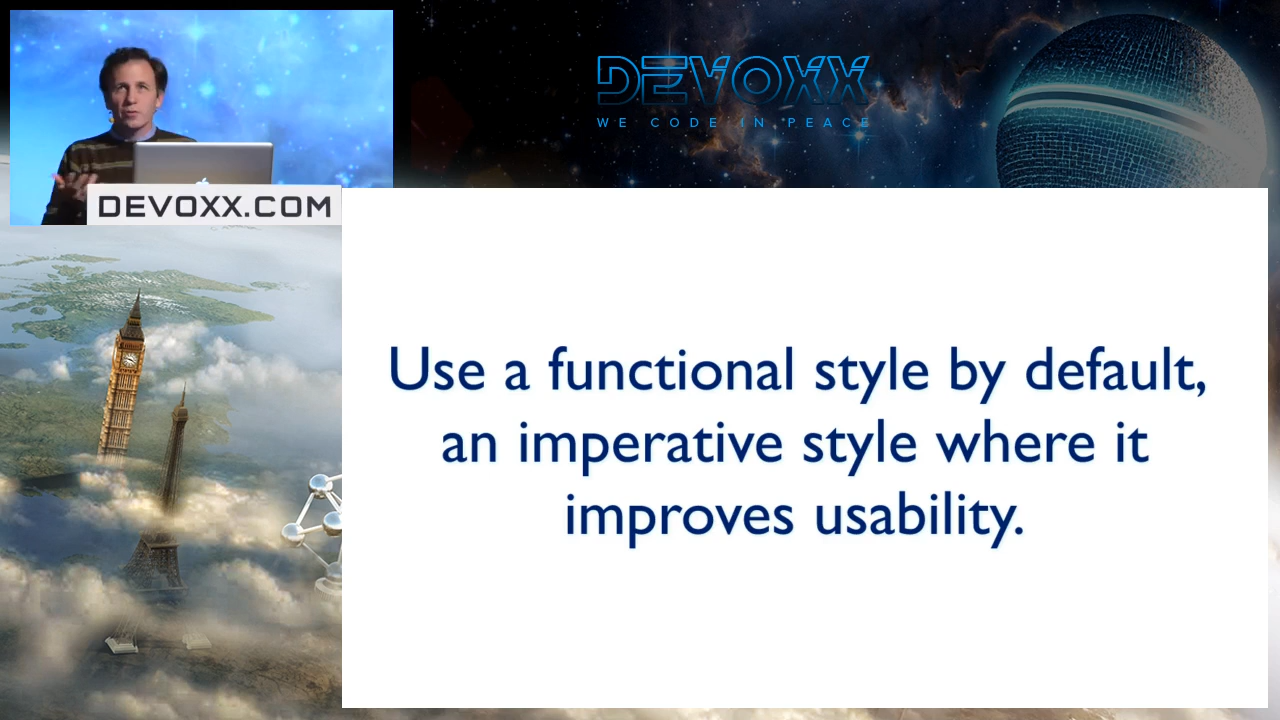 DEVOXX
WE CODE IN PEACE
DEVOXX.COM
Use a functional style by default,
an imperative style where it
improves usability.